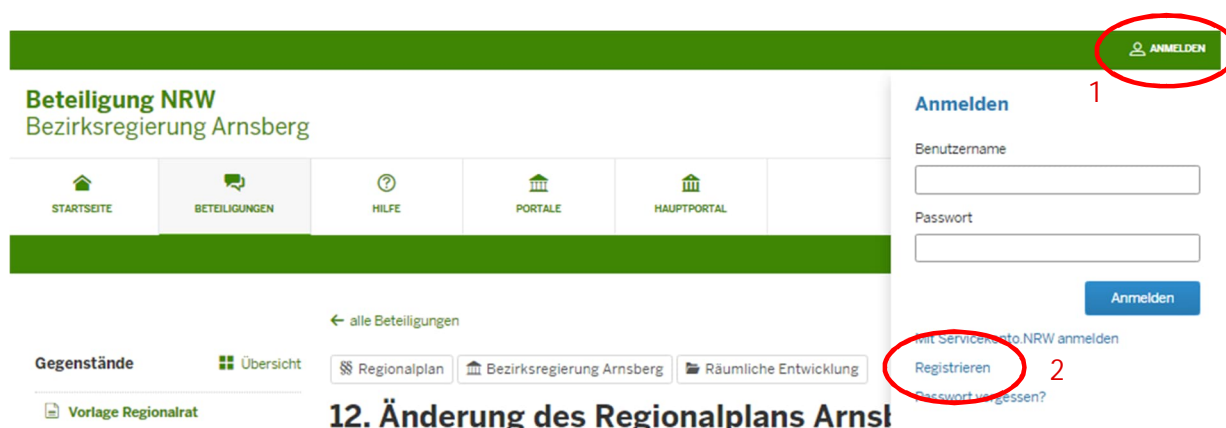 ANMELDEN
1
Beteiligung NRW
Bezirksregierung Arnsberg
Anmelden
Benutzername
STARTSEITE
BETEILIGUNGEN
HILFE
PORTALE
HAUPTPORTAL
Passwort
Anmelden
← alle Beteiligungen
Mit Servicekonto.NRW anmelden
Gegenstände
Übersicht
§§ Regionalplan
Bezirksregierung Arnsberg
Räumliche Entwicklung
Registrieren
2
Passwort vergessen?
Vorlage Regionalrat
12. Änderung des Regionalplans